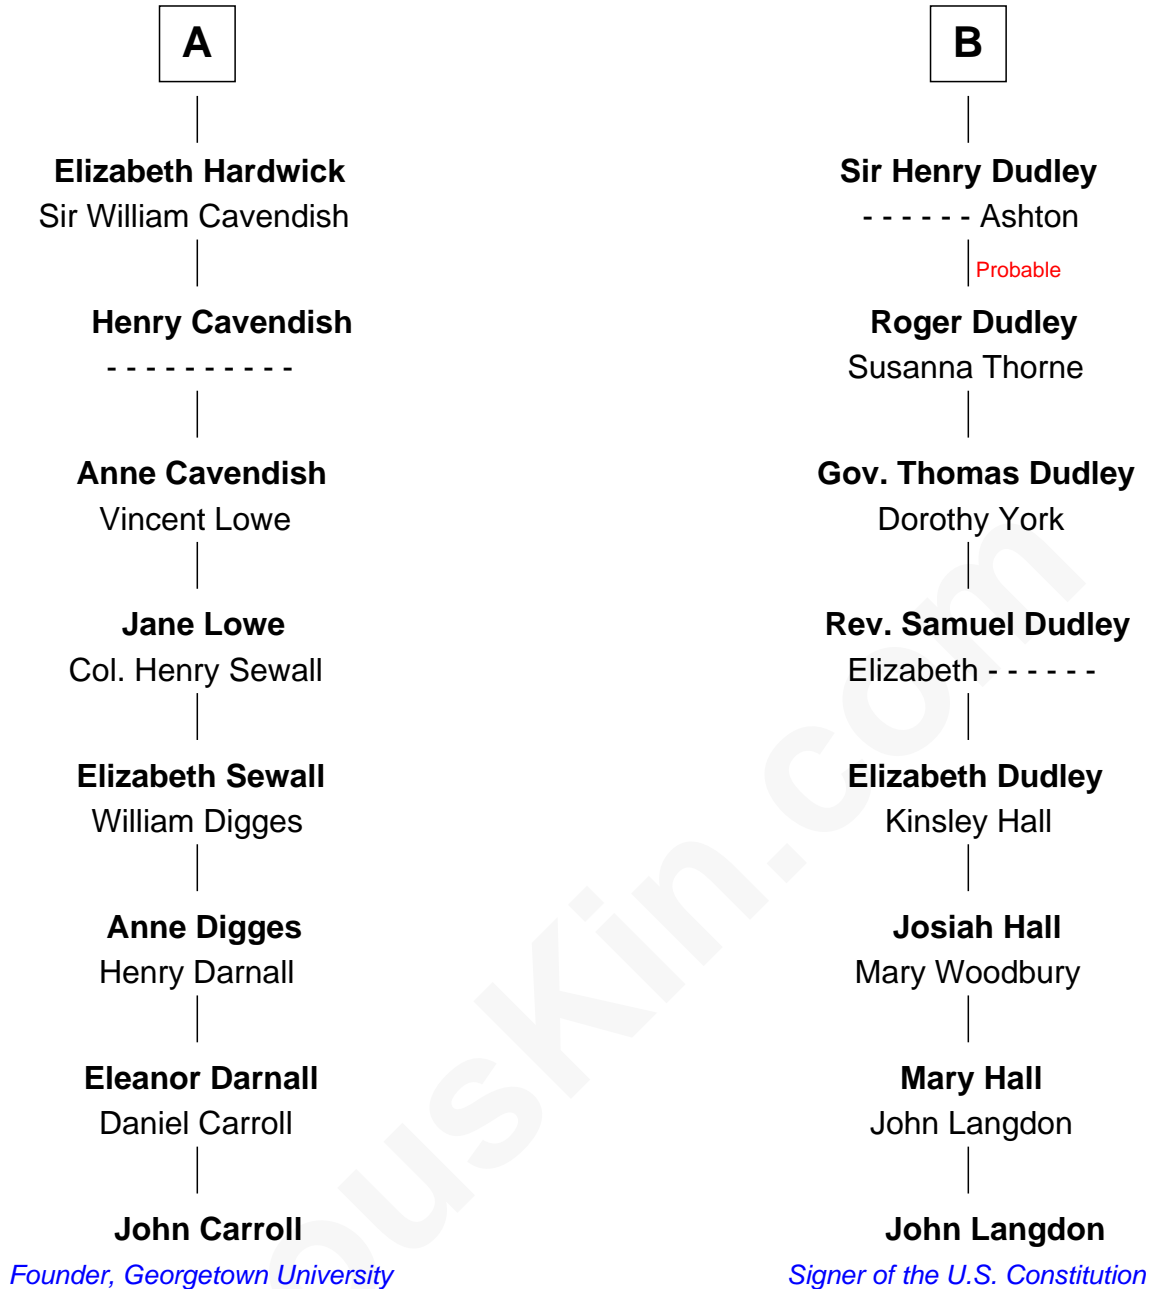 A
Elizabeth Hardwick
Sir William Cavendish
Henry Cavendish
- - - - - - - - - -
Anne Cavendish
Vincent Lowe
Jane Lowe
Col. Henry Sewall
Elizabeth Sewall
William Digges
Anne Digges
Henry Darnall
Eleanor Darnall
Daniel Carroll
John Carroll
Founder, Georgetown University
B
Sir Henry Dudley
- - - - - - Ashton
Probable
Roger Dudley
Susanna Thorne
Gov. Thomas Dudley
Dorothy York
Rev. Samuel Dudley
Elizabeth - - - - - -
Elizabeth Dudley
Kinsley Hall
Josiah Hall
Mary Woodbury
Mary Hall
John Langdon
John Langdon
Signer of the U.S. Constitution
ousKin.com